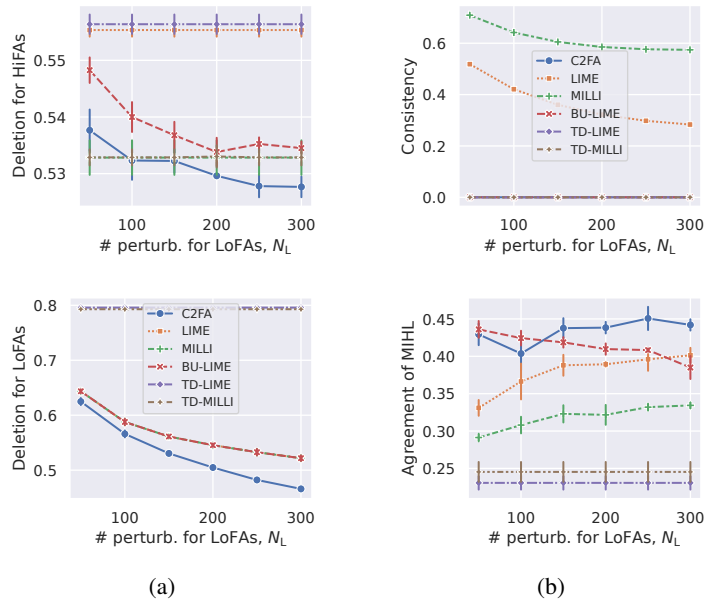 Deletion for HiFAs
0.55
0.54
0.53
100
200
300
# perturb. for LoFAs, N_L
Consistency
0.6
0.4
0.2
0.0
C2FA
LIME
MILLI
BU-LIME
TD-LIME
TD-MILLI
100
200
300
# perturb. for LoFAs, N_L
Deletion for LoFAs
0.8
0.7
0.6
0.5
C2FA
LIME
MILLI
BU-LIME
TD-LIME
TD-MILLI
100
200
300
# perturb. for LoFAs, N_L
Agreement of MIHL
0.45
0.40
0.35
0.30
0.25
100
200
300
# perturb. for LoFAs, N_L
(a)
(b)